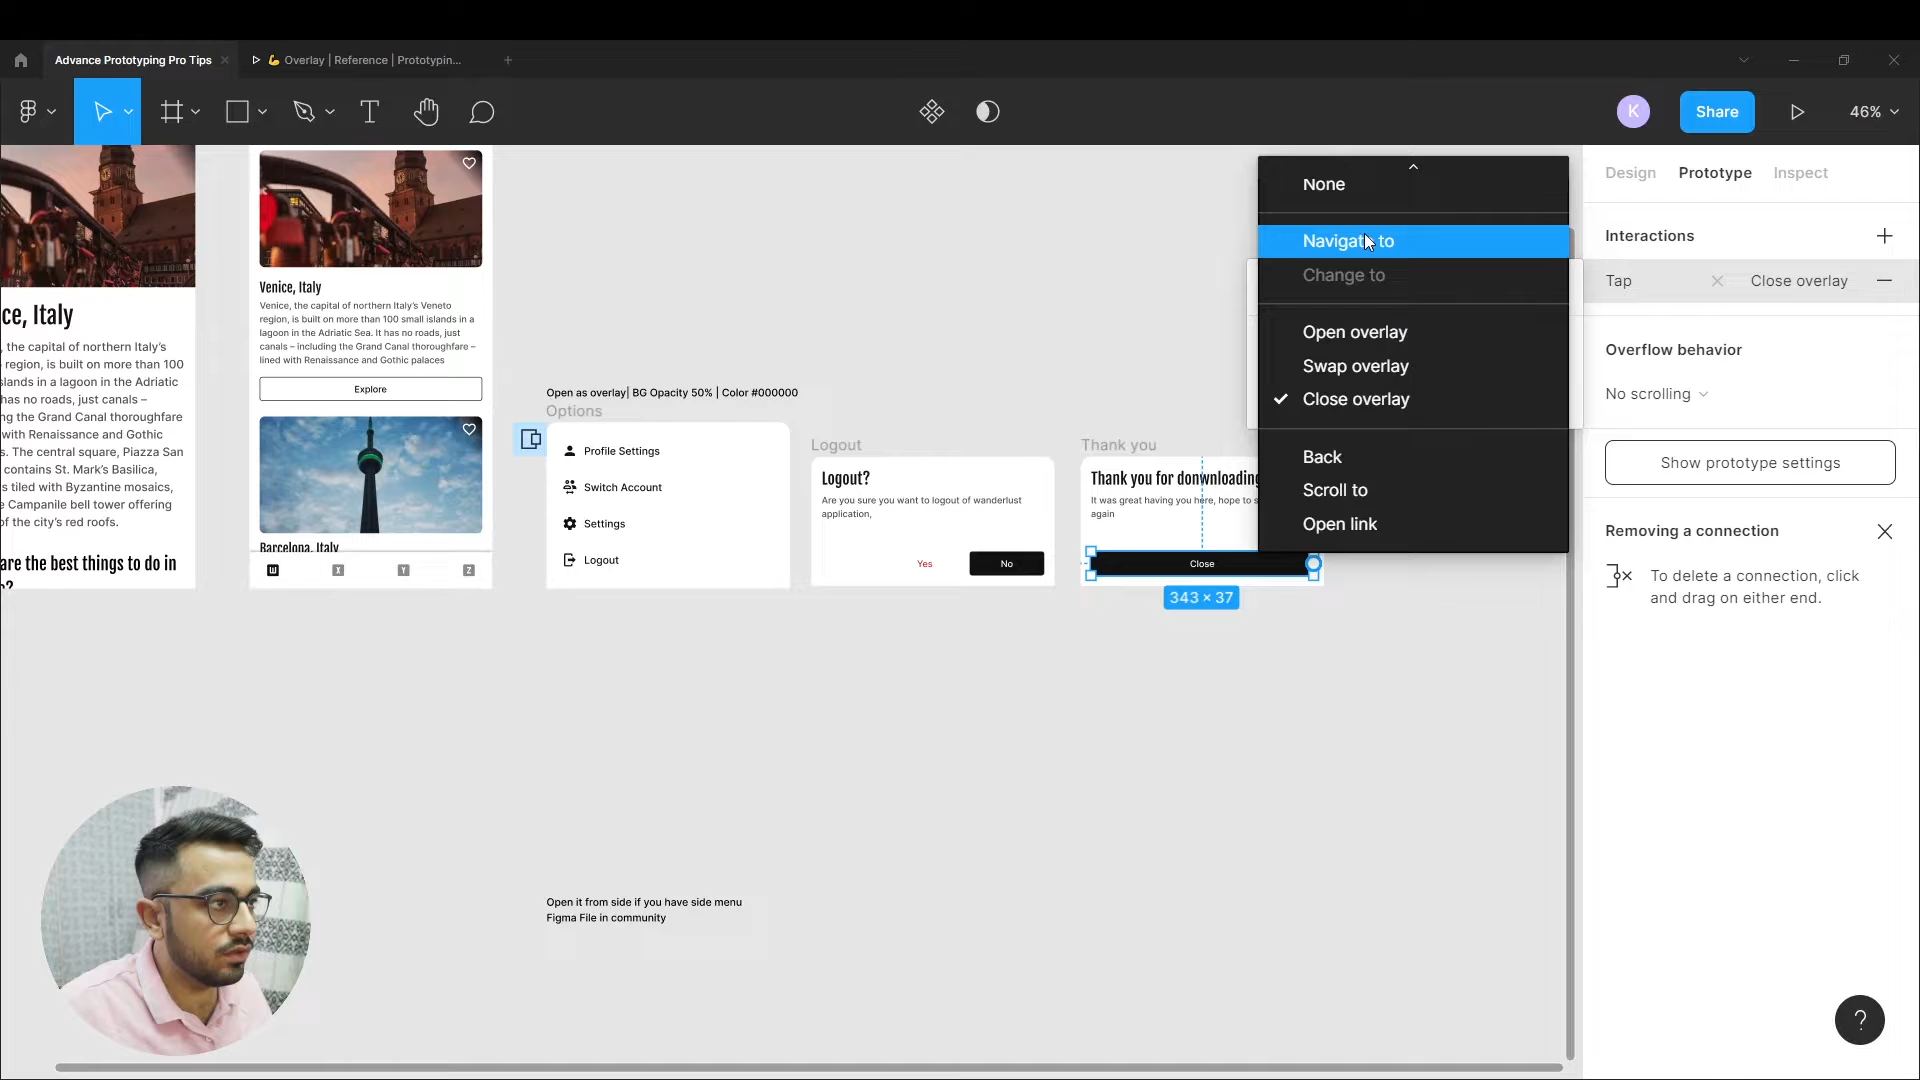 Advance Prototyping Pro Tips
Overlay | Reference | Prototypin...
K
Share
46%
ce, Italy
, the capital of northern Italy's
region, is built on more than 100
slands in a lagoon in the Adriatic
has no roads, just canals –
ng the Grand Canal thoroughfare
with Renaissance and Gothic
s. The central square, Piazza San
contains St. Mark's Basilica,
s tiled with Byzantine mosaics,
e Campanile bell tower offering
of the city's red roofs.
are the best things to do in
?
Venice, Italy
Venice, the capital of northern Italy's Veneto
region, is built on more than 100 small islands in a
lagoon in the Adriatic Sea. It has no roads, just
canals – including the Grand Canal thoroughfare –
lined with Renaissance and Gothic palaces
Explore
Barcelona, Italy
W
X
Y
Z
Open as overlay| BG Opacity 50% | Color #000000
Options
Profile Settings
Switch Account
Settings
Logout
Logout
Logout?
Are you sure you want to logout of wanderlust
application,
Yes
No
Thank you
Thank you for donwnloading
It was great having you here, hope to s
again
Close
343 × 37
None
Navigate to
Change to
Open overlay
Swap overlay
Close overlay
Back
Scroll to
Open link
Design
Prototype
Inspect
Interactions
Tap
Close overlay
Overflow behavior
No scrolling
Show prototype settings
Removing a connection
To delete a connection, click
and drag on either end.
Open it from side if you have side menu
Figma File in community
?